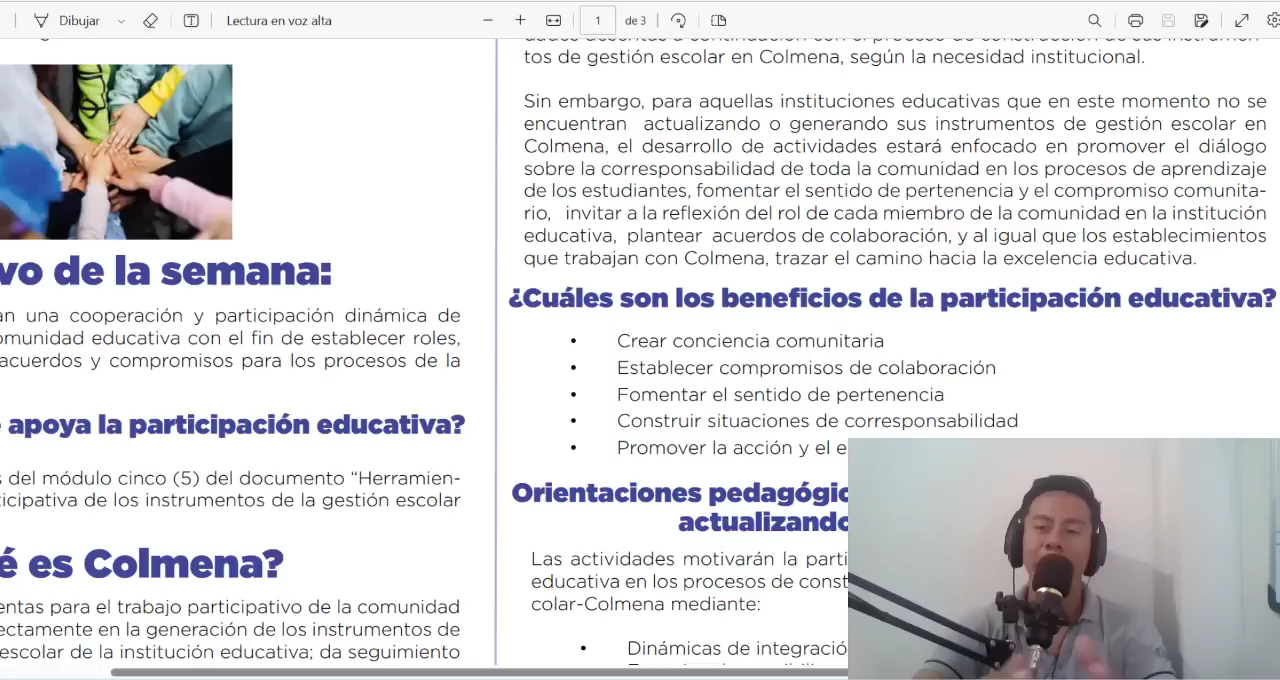 Dibujar
Lectura en voz alta
1
de 3
vo de la semana:
an una cooperación y participación dinámica de
omunidad educativa con el fin de establecer roles,
acuerdos y compromisos para los procesos de la
apoya la participación educativa?
s del módulo cinco (5) del documento “Herramien-
ticipativa de los instrumentos de la gestión escolar
é es Colmena?
entas para el trabajo participativo de la comunidad
ectamente en la generación de los instrumentos de
escolar de la institución educativa; da seguimiento
tos de gestión escolar en Colmena, según la necesidad institucional.
Sin embargo, para aquellas instituciones educativas que en este momento no se
encuentran actualizando o generando sus instrumentos de gestión escolar en
Colmena, el desarrollo de actividades estará enfocado en promover el diálogo
sobre la corresponsabilidad de toda la comunidad en los procesos de aprendizaje
de los estudiantes, fomentar el sentido de pertenencia y el compromiso comunita-
rio, invitar a la reflexión del rol de cada miembro de la comunidad en la institución
educativa, plantear acuerdos de colaboración, y al igual que los establecimientos
que trabajan con Colmena, trazar el camino hacia la excelencia educativa.
¿Cuáles son los beneficios de la participación educativa?
• Crear conciencia comunitaria
• Establecer compromisos de colaboración
• Fomentar el sentido de pertenencia
• Construir situaciones de corresponsabilidad
• Promover la acción y el e
Orientaciones pedagógic
actualizando
Las actividades motivarán la parti
educativa en los procesos de const
colar-Colmena mediante:
• Dinámicas de integració